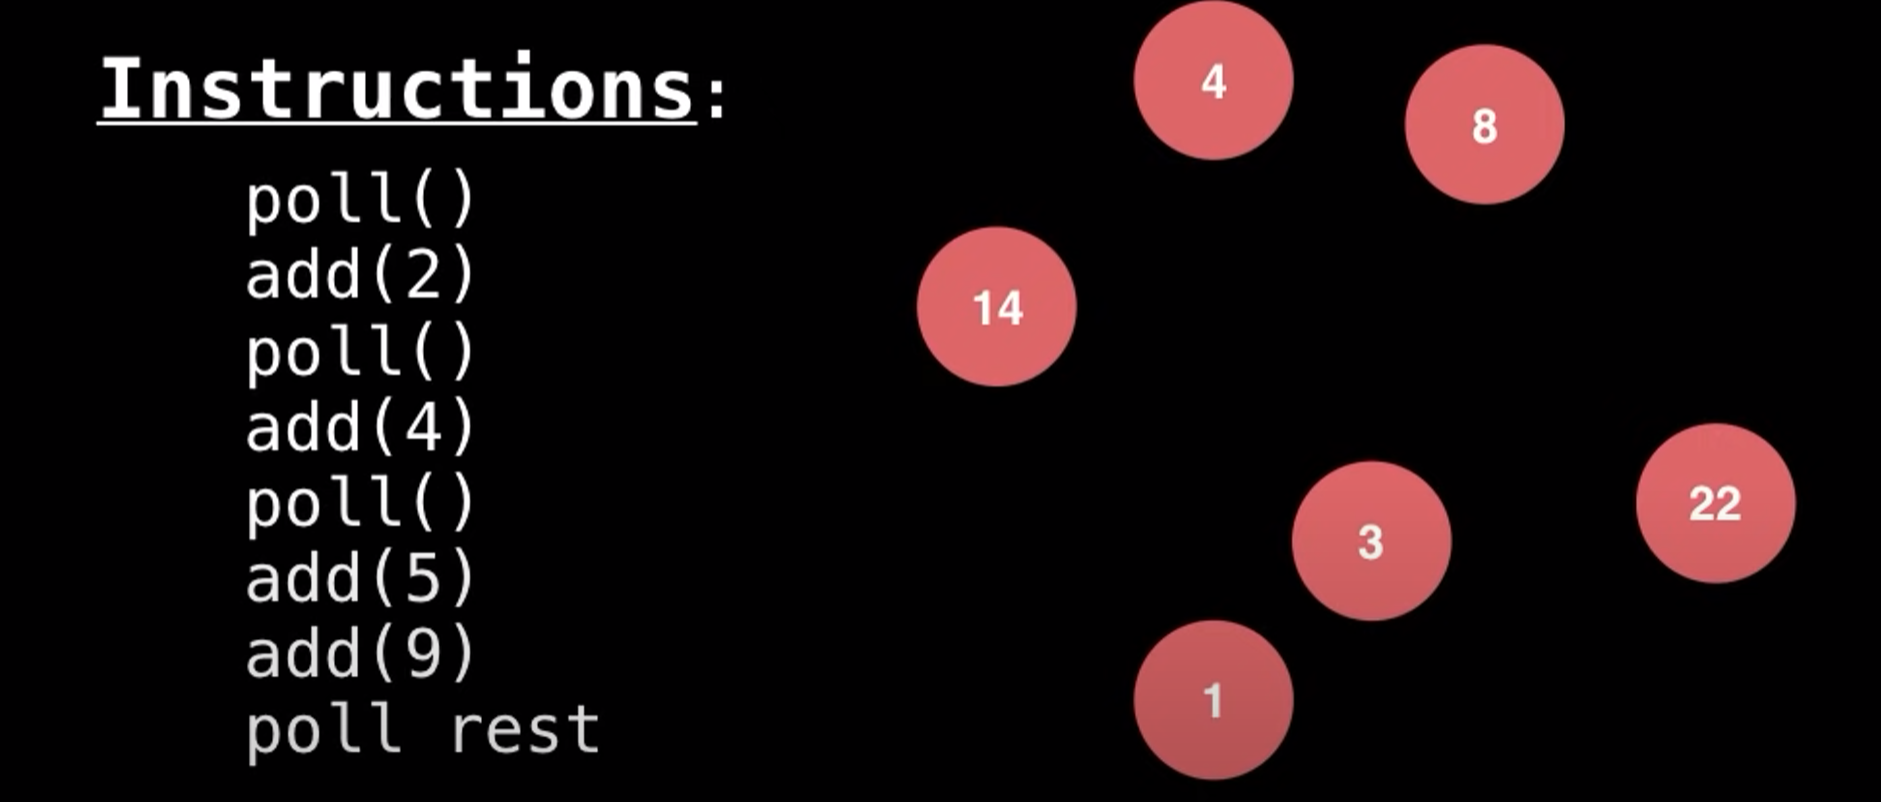 Instructions:
poll()
add(2)
poll()
add(4)
poll()
add(5)
add(9)
poll rest
4
8
14
22
3
1